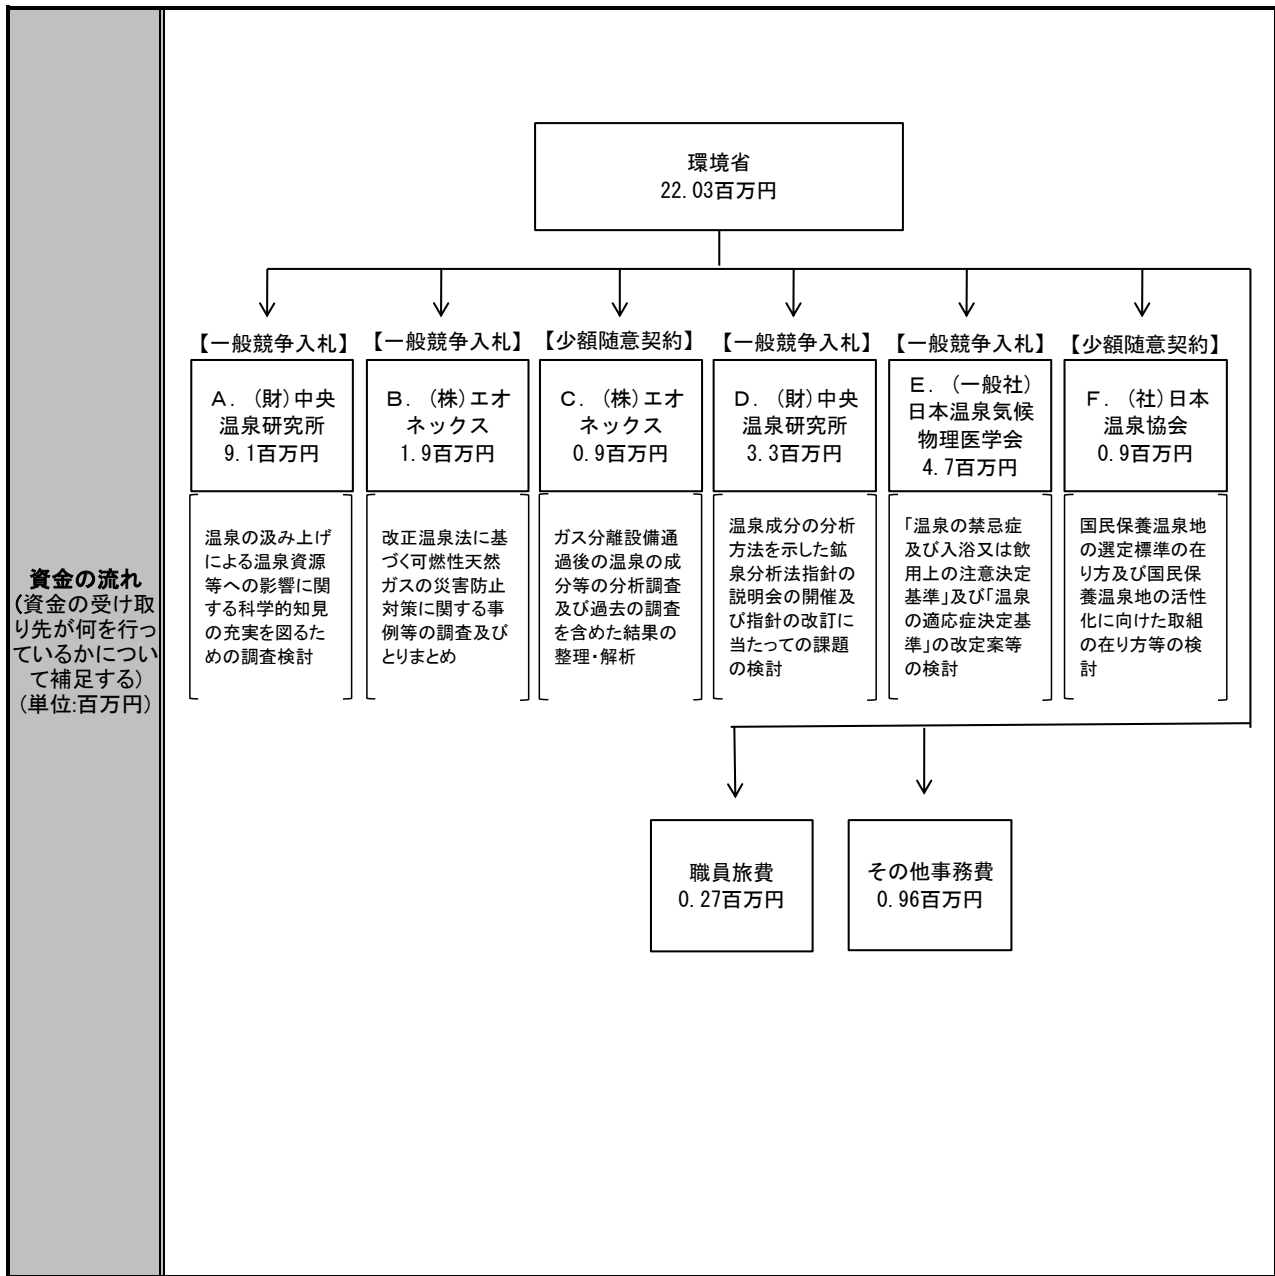 資金の流れ
(資金の受け取
り先が何を行っ
ているかについ
て補足する)
(単位:百万円)
環境省
22.03百万円
【一般競争入札】
A.(財)中央
温泉研究所
9.1百万円
温泉の汲み上げ
による温泉資源
等への影響に関
する科学的知見
の充実を図るた
めの調査検討
【一般競争入札】
B.(株)エオ
ネックス
1.9百万円
改正温泉法に基
づく可燃性天然
ガスの災害防止
対策に関する事
例等の調査及び
とりまとめ
【少額随意契約】
C.(株)エオ
ネックス
0.9百万円
ガス分離設備通
過後の温泉の成
分等の分析調査
及び過去の調査
を含めた結果の
整理・解析
【一般競争入札】
D.(財)中央
温泉研究所
3.3百万円
温泉成分の分析
方法を示した鉱
泉分析法指針の
説明会の開催及
び指針の改訂に
当たっての課題
の検討
【一般競争入札】
E.(一般社)
日本温泉気候
物理医学会
4.7百万円
「温泉の禁忌症
及び入浴又は飲
用上の注意決定
基準」及び「温泉
の適応症決定基
準」の改定案等
の検討
【少額随意契約】
F.(社)日本
温泉協会
0.9百万円
国民保養温泉地
の選定標準の在
り方及び国民保
養温泉地の活性
化に向けた取組
の在り方等の検
討
職員旅費
0.27百万円
その他事務費
0.96百万円